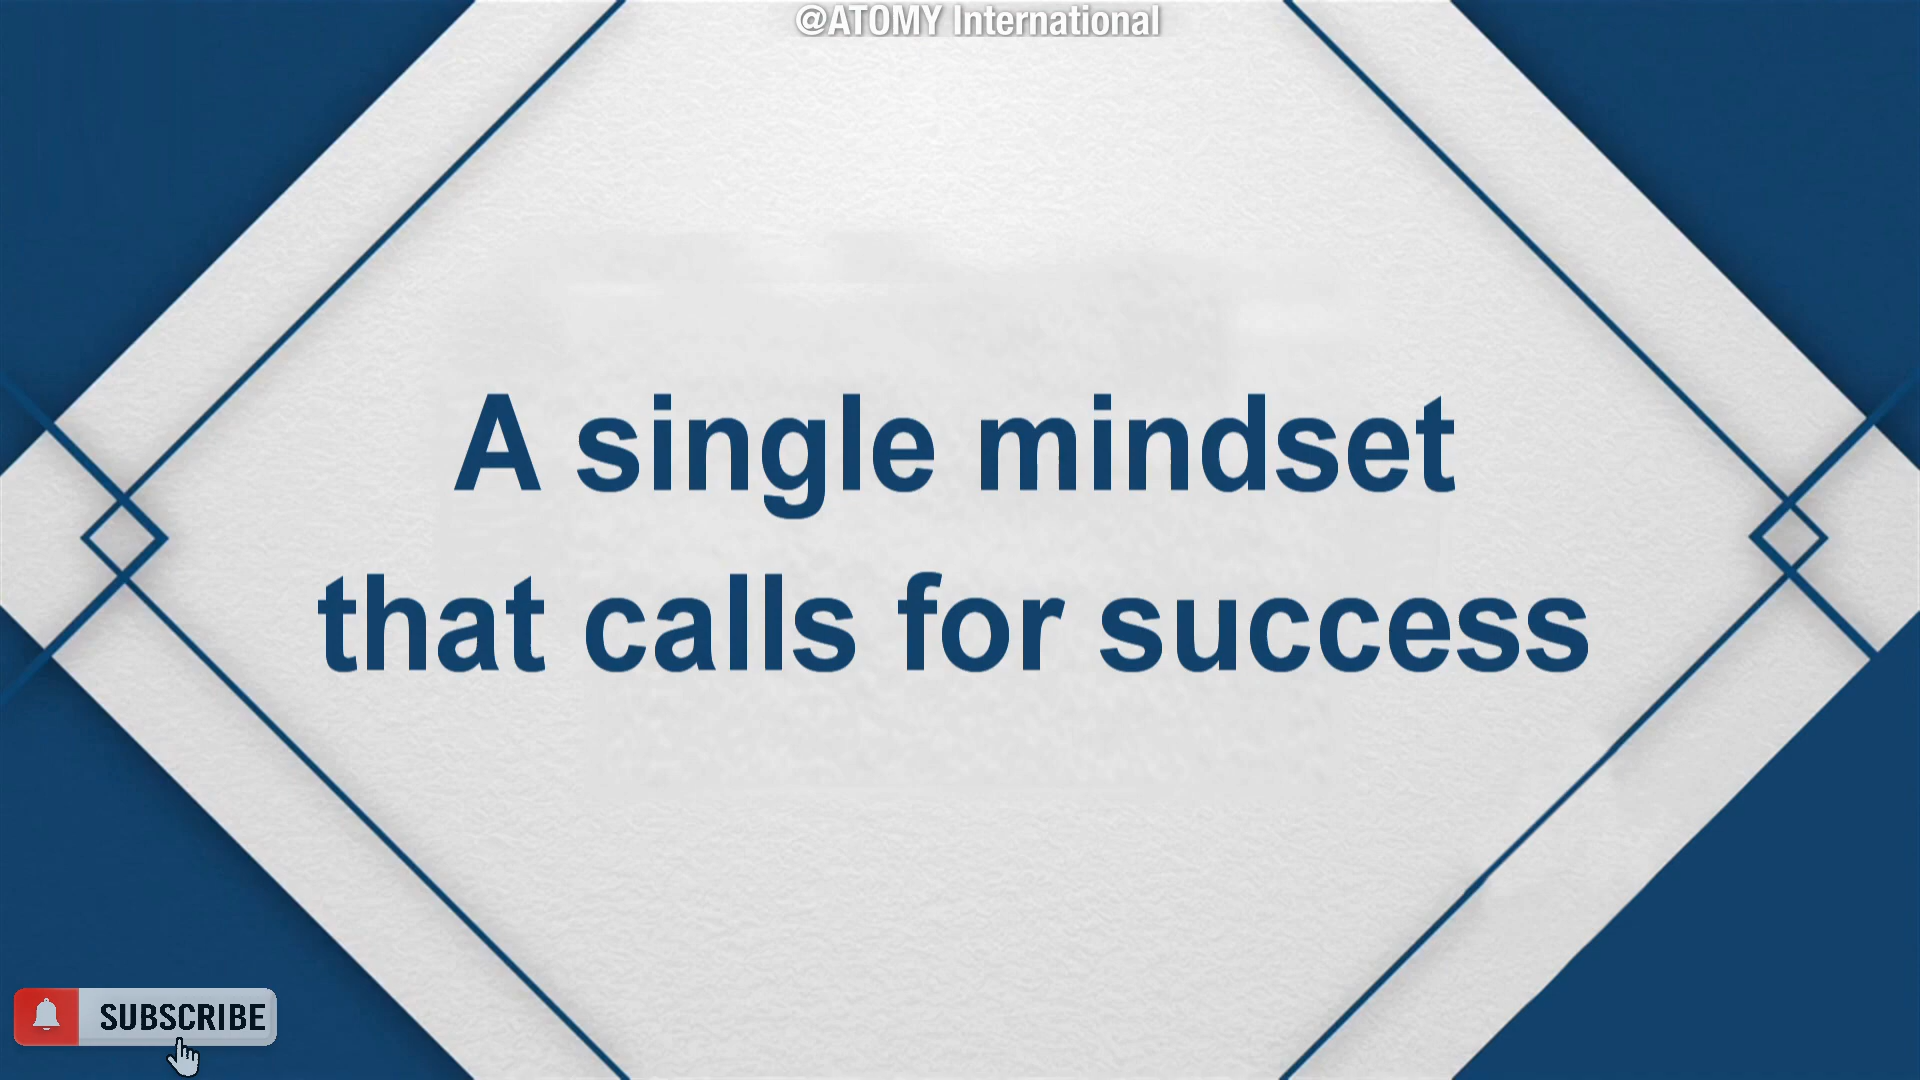 @ATOMY International
A single mindset
that calls for success
SUBSCRIBE